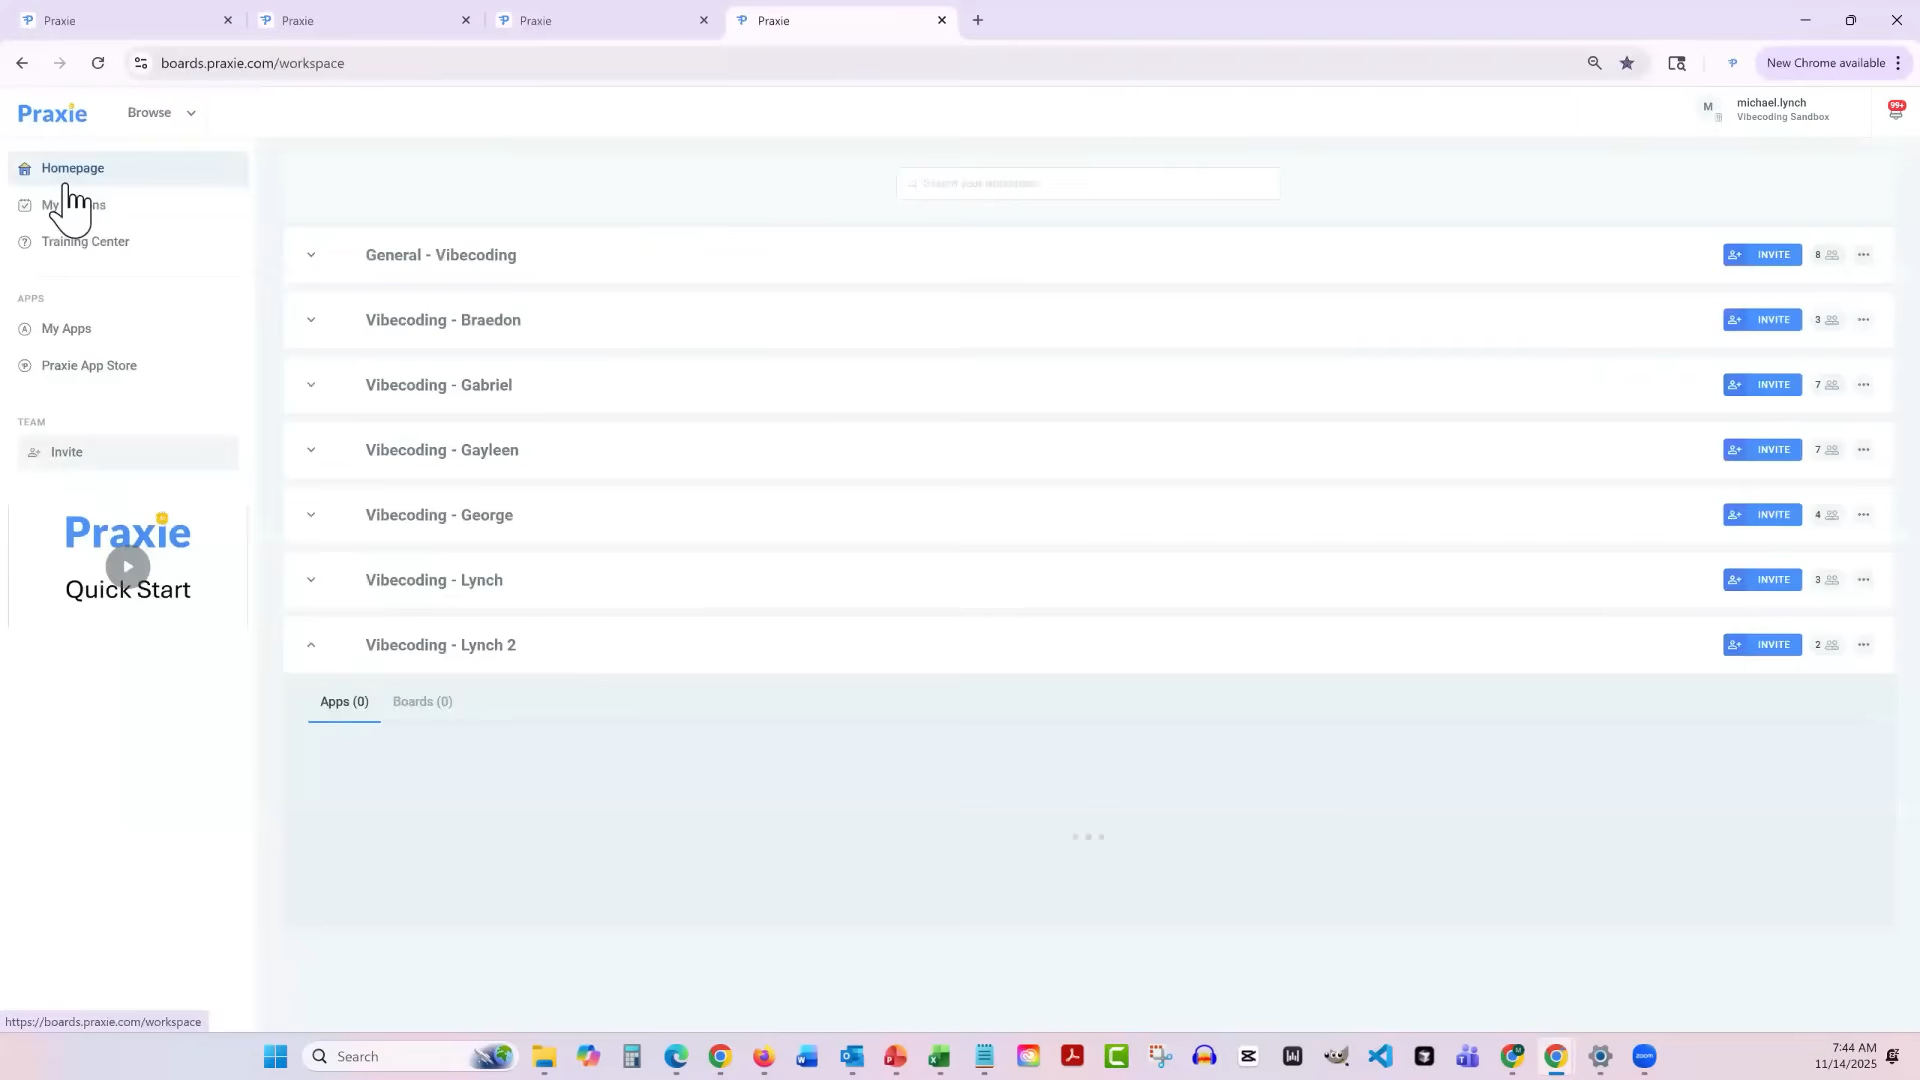 Praxie
Praxie
Praxie
Praxie
boards.praxie.com/workspace
New Chrome available
Praxie
Browse
michael.lynch
Vibecoding Sandbox
99+
M
Homepage
Training Center
APPS
My Apps
Praxie App Store
TEAM
Invite
Praxie
Quick Start
General - Vibecoding
INVITE
8
Vibecoding - Braedon
INVITE
3
Vibecoding - Gabriel
INVITE
7
Vibecoding - Gayleen
INVITE
7
Vibecoding - George
INVITE
4
Vibecoding - Lynch
INVITE
3
Vibecoding - Lynch 2
INVITE
2
Apps (0)
Boards (0)
https://boards.praxie.com/workspace
Search
zoom
7:44 AM
11/14/2025